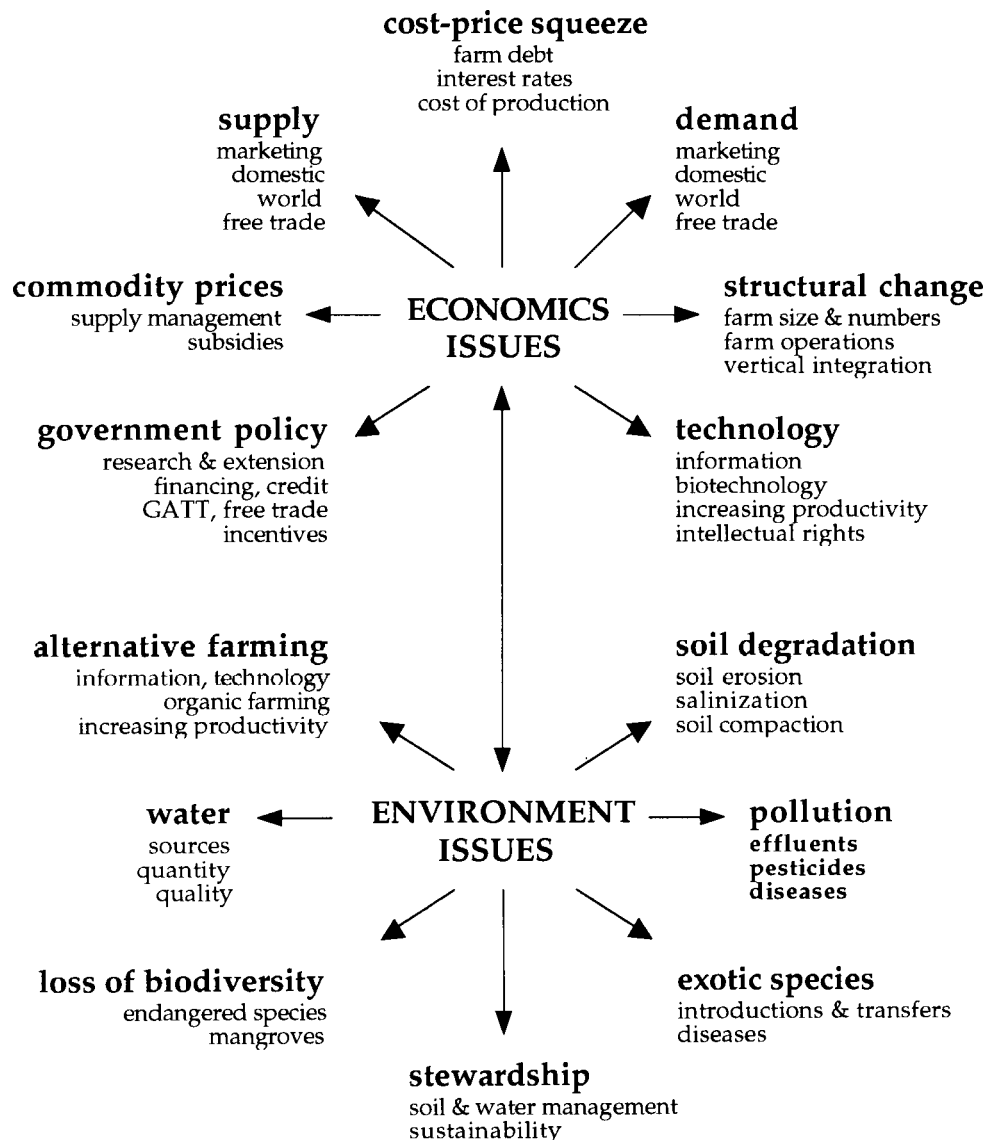 cost-price squeeze
farm debt
interest rates
cost of production
supply
marketing
domestic
world
free trade
demand
marketing
domestic
world
free trade
commodity prices
supply management
subsidies
ECONOMICS
ISSUES
structural change
farm size & numbers
farm operations
vertical integration
government policy
research & extension
financing, credit
GATT, free trade
incentives
technology
information
biotechnology
increasing productivity
intellectual rights
alternative farming
information, technology
organic farming
increasing productivity
soil degradation
soil erosion
salinization
soil compaction
water
sources
quantity
quality
ENVIRONMENT
ISSUES
pollution
effluents
pesticides
diseases
loss of biodiversity
endangered species
mangroves
exotic species
introductions & transfers
diseases
stewardship
soil & water management
sustainability